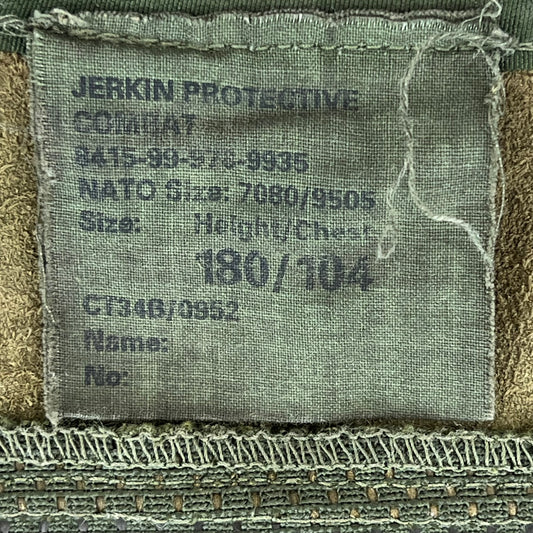 JERKIN PROTECTIVE
COMBAT
8415-99-978-9935
NATO Size: 7080/9505
Size: Height/Chest
180/104
CT34B/0952
Name:
No: